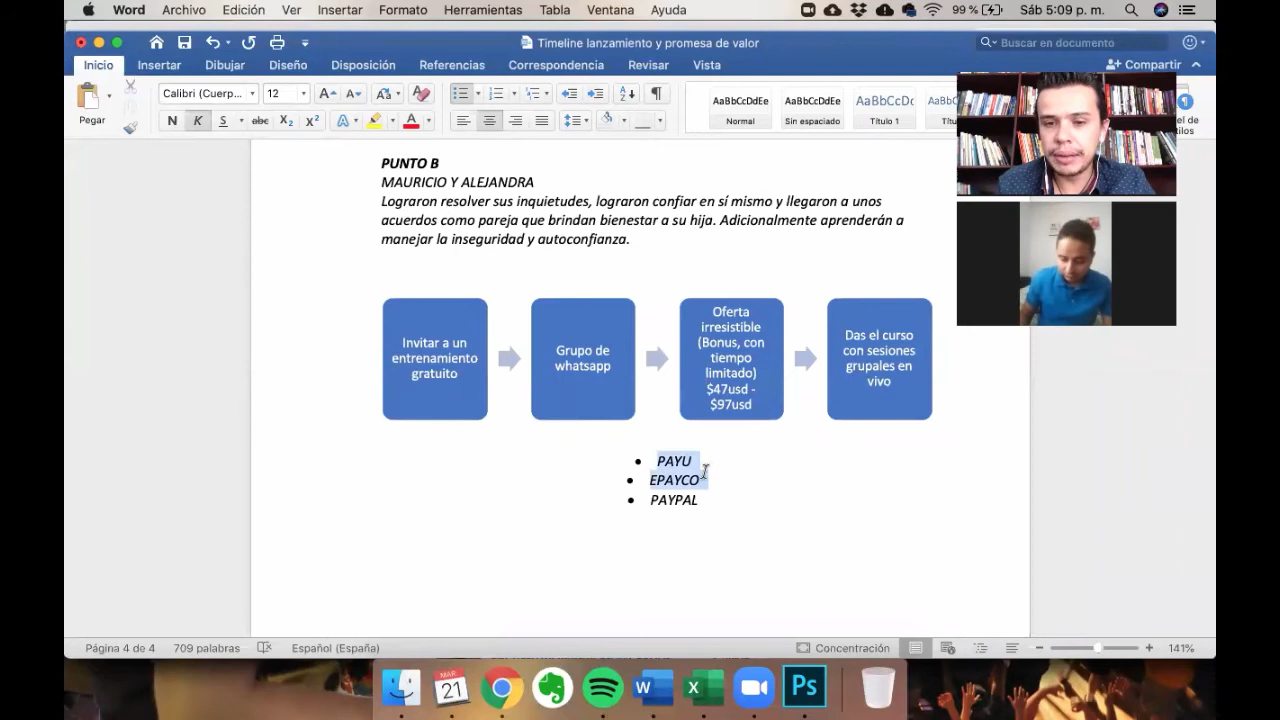 Word Archivo Edición Ver Insertar Formato Herramientas Tabla Ventana Ayuda 99 % Sáb 5:09 p. m.
Timeline lanzamiento y promesa de valor
Buscar en documento
Inicio Insertar Dibujar Diseño Disposición Referencias Correspondencia Revisar Vista
Compartir
Pegar
Calibri (Cuerp... 12
N K S abc X2 X2 A A
AaBbCcDdEe
Normal
AaBbCcDdEe
Sin espaciado
AaBbCcDc
Título 1
PUNTO B
MAURICIO Y ALEJANDRA
Lograron resolver sus inquietudes, lograron confiar en sí mismo y llegaron a unos
acuerdos como pareja que brindan bienestar a su hija. Adicionalmente aprenderán a
manejar la inseguridad y autoconfianza.
Invitar a un
entrenamiento
gratuito
Grupo de
whatsapp
Oferta
irresistible
(Bonus, con
tiempo
limitado)
$47usd -
$97usd
Das el curso
con sesiones
grupales en
vivo
• PAYU
• EPAYCO
• PAYPAL
Página 4 de 4 709 palabras Español (España) Concentración 141%
MAR
21
W
X
Ps